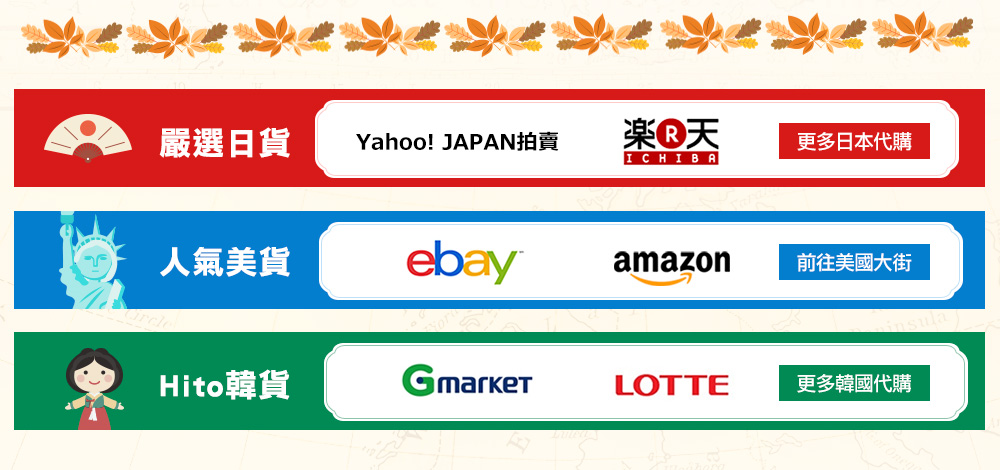 嚴選日貨
Yahoo! JAPAN拍賣
楽R天
ICHIBA
更多日本代購
人氣美貨
ebay™
amazon
前往美國大街
Hito韓貨
Gmarket
LOTTE
更多韓國代購